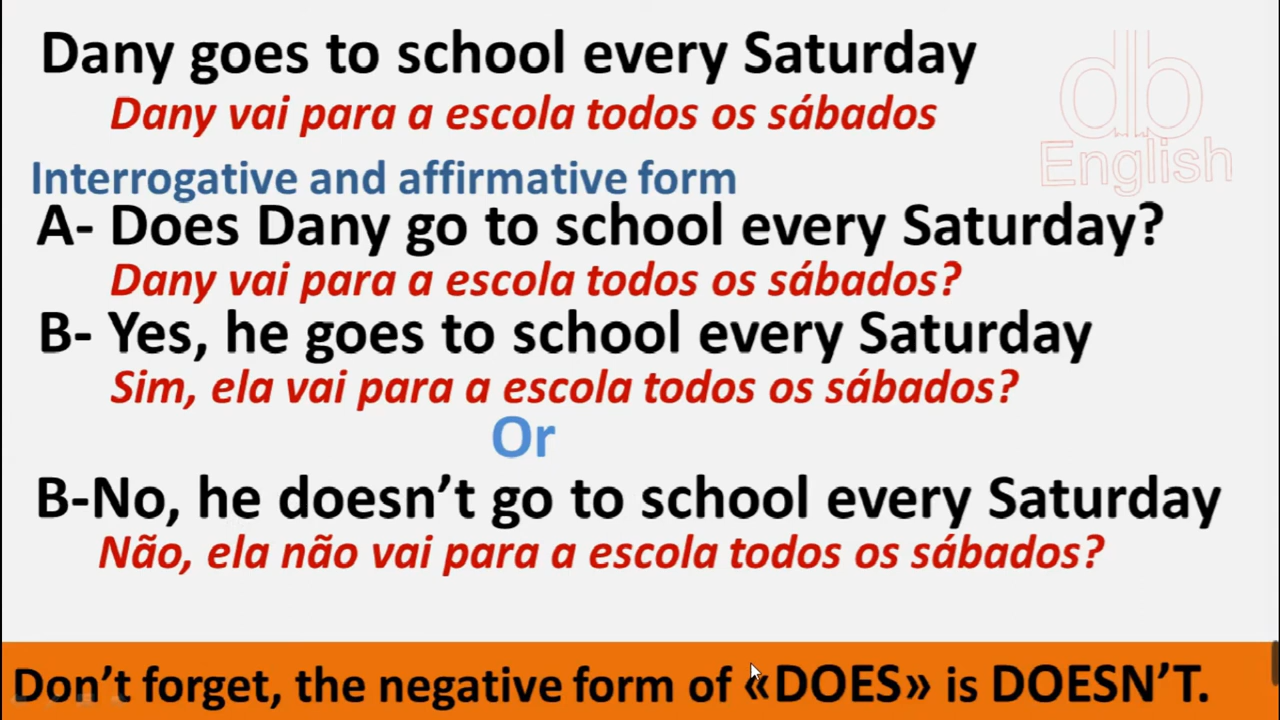 Dany goes to school every Saturday
Dany vai para a escola todos os sábados
db
English
Interrogative and affirmative form
A- Does Dany go to school every Saturday?
Dany vai para a escola todos os sábados?
B- Yes, he goes to school every Saturday
Sim, ela vai para a escola todos os sábados?
Or
B-No, he doesn’t go to school every Saturday
Não, ela não vai para a escola todos os sábados?
Don’t forget, the negative form of «DOES» is DOESN’T.